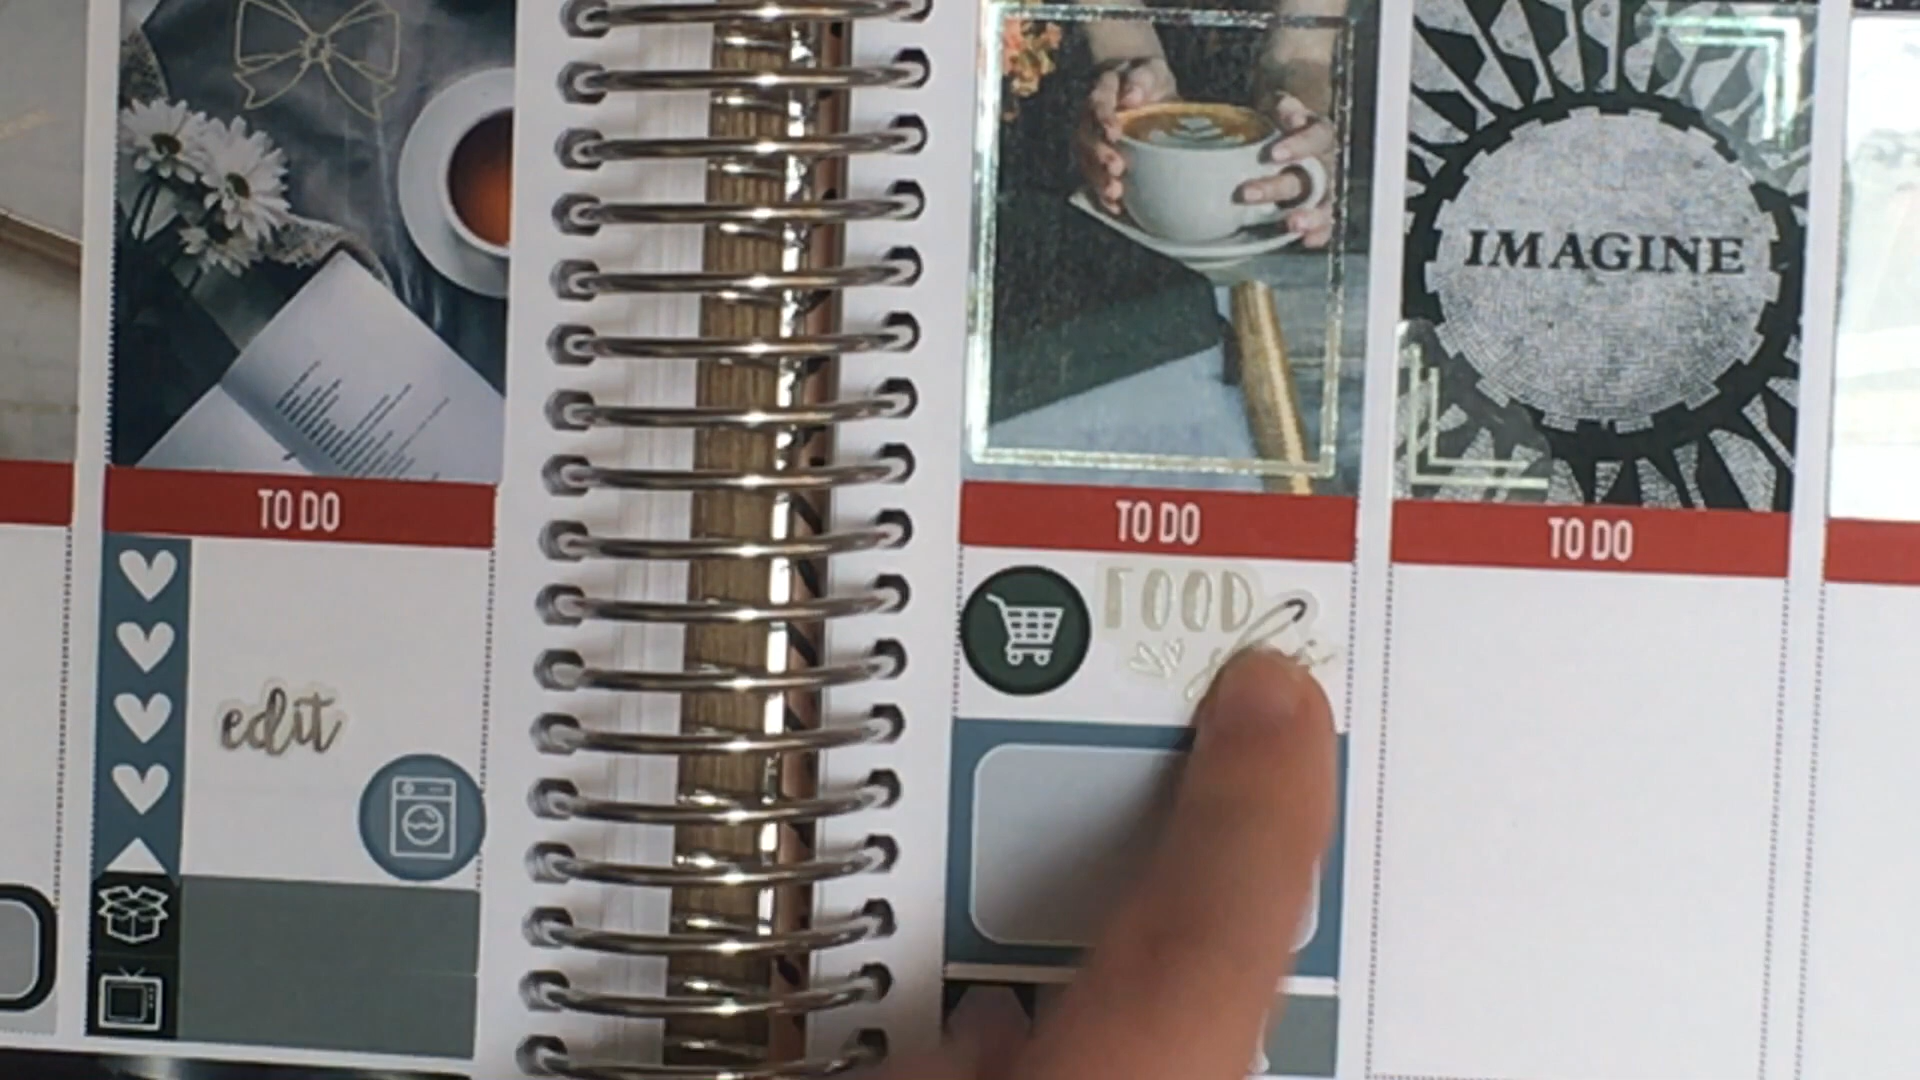 IMAGINE
TO DO
TO DO
TO DO
FOOD
edit